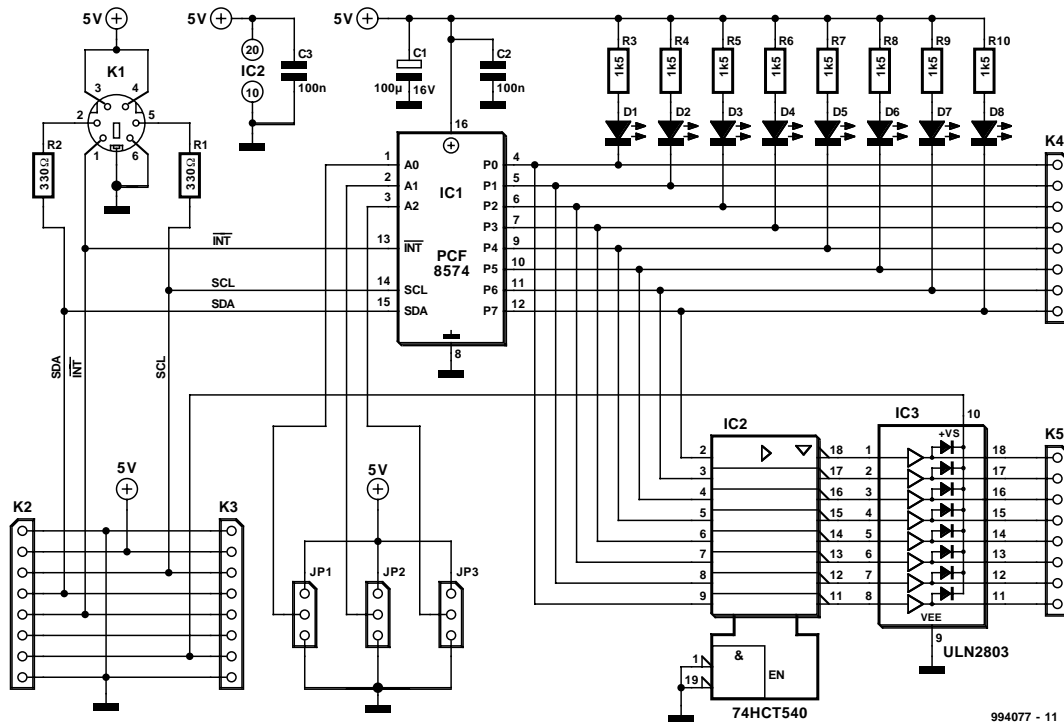 5V 5V 5V
K1
3 4
2 5
1 6
R2 R1
330Ω 330Ω
20
IC2
10
C3
100n
C1
100µ 16V
C2
100n
R3 R4 R5 R6 R7 R8 R9 R10
1k5 1k5 1k5 1k5 1k5 1k5 1k5 1k5
D1 D2 D3 D4 D5 D6 D7 D8
K4
16
1 A0 P0 4
2 A1 P1 5
3 A2 P2 6
IC1
P3 7
INT 13 INT P4 9
PCF
8574
P5 10
SCL 14 SCL P6 11
SDA 15 SDA P7 12
8
SDA INT SCL
5V 5V
K2 K3
JP1 JP2 JP3
IC2
2 18
3 17
4 16
5 15
6 14
7 13
8 12
9 11
1 &
19 EN
74HCT540
IC3
10
+VS
1 18
2 17
3 16
4 15
5 14
6 13
7 12
8 11
VEE
9
ULN2803
K5
994077 - 11